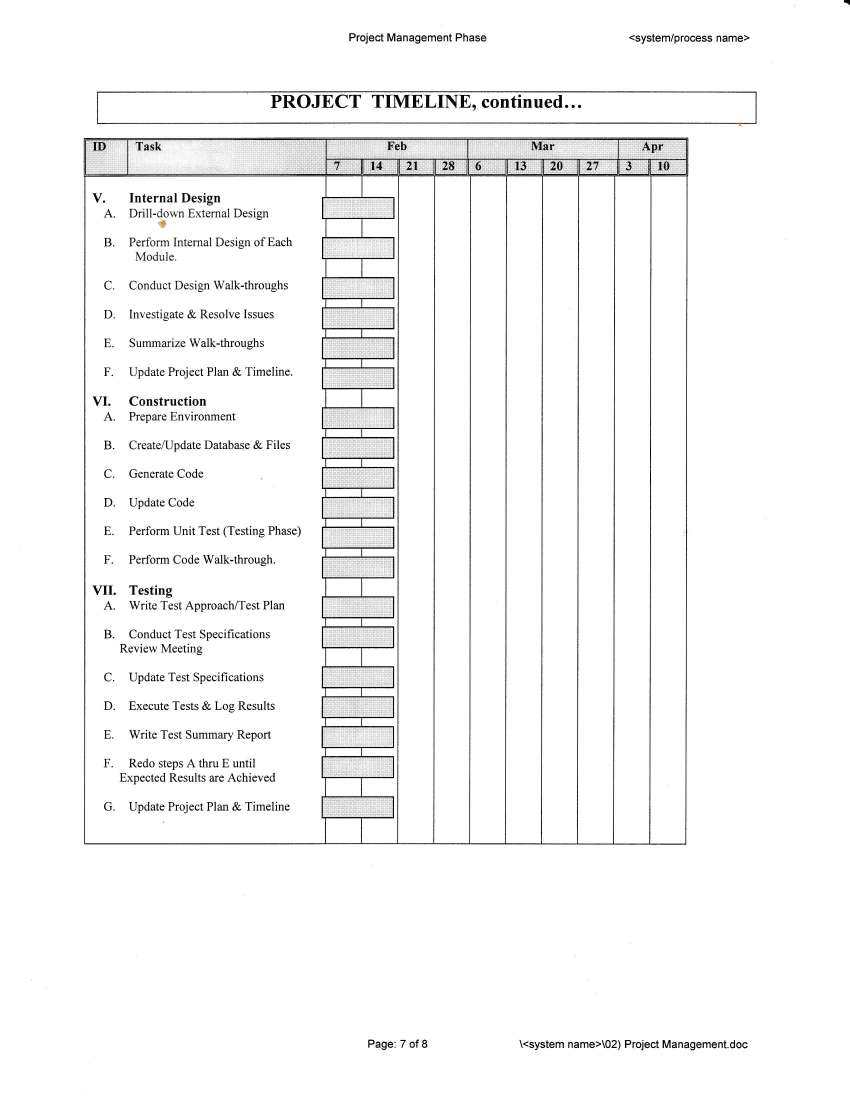 Project Management Phase <system/process name>
PROJECT TIMELINE, continued…
ID Task Feb Mar Apr
7 14 21 28 6 13 20 27 3 10
V. Internal Design
A. Drill-down External Design
B. Perform Internal Design of Each
Module.
C. Conduct Design Walk-throughs
D. Investigate & Resolve Issues
E. Summarize Walk-throughs
F. Update Project Plan & Timeline.
VI. Construction
A. Prepare Environment
B. Create/Update Database & Files
C. Generate Code
D. Update Code
E. Perform Unit Test (Testing Phase)
F. Perform Code Walk-through.
VII. Testing
A. Write Test Approach/Test Plan
B. Conduct Test Specifications
Review Meeting
C. Update Test Specifications
D. Execute Tests & Log Results
E. Write Test Summary Report
F. Redo steps A thru E until
Expected Results are Achieved
G. Update Project Plan & Timeline
Page: 7 of 8 \<system name>\02) Project Management.doc